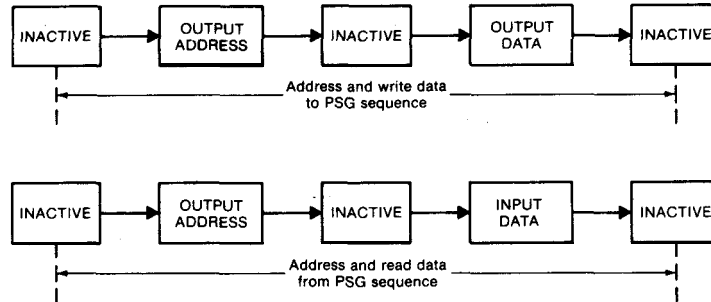 INACTIVE
OUTPUT
ADDRESS
INACTIVE
OUTPUT
DATA
INACTIVE
Address and write data
to PSG sequence
INACTIVE
OUTPUT
ADDRESS
INACTIVE
INPUT
DATA
INACTIVE
Address and read data
from PSG sequence